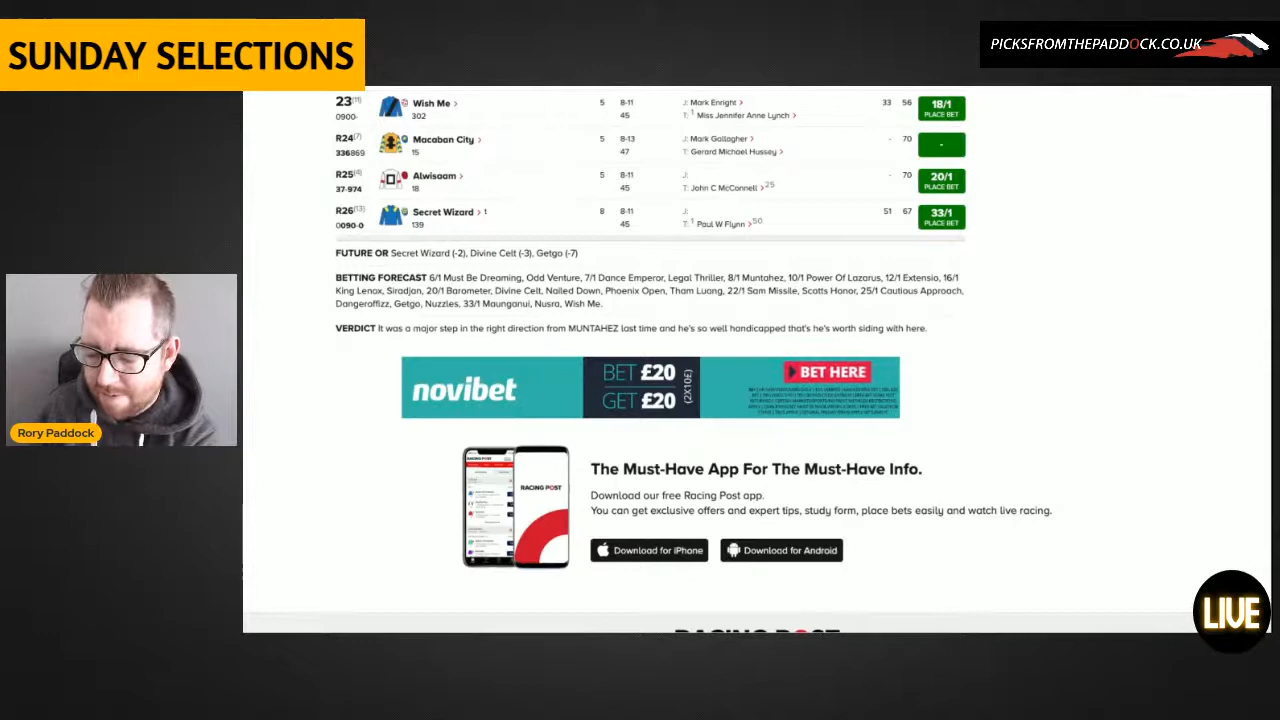 SUNDAY SELECTIONS
PICKSFROMTHEPADDOCK.CO.UK
23(11) Wish Me > 5 8-11 J: Mark Enright > 33 56 18/1
0900- 302 45 T: 1 Miss Jennifer Anne Lynch > PLACE BET
R24(7) Macaban City > 5 8-13 J: Mark Gallagher > - 70 -
336869 15 47 T: Gerard Michael Hussey >
R25(4) Alwisaam > 5 8-11 J: - 70 20/1
37-974 18 45 T: John C McConnell > 25 PLACE BET
R26(13) Secret Wizard > t 8 8-11 J: 51 67 33/1
0090-0 139 45 T: 1 Paul W Flynn > 50 PLACE BET
FUTURE OR Secret Wizard (-2), Divine Celt (-3), Getgo (-7)
BETTING FORECAST 6/1 Must Be Dreaming, Odd Venture, 7/1 Dance Emperor, Legal Thriller, 8/1 Muntahez, 10/1 Power Of Lazarus, 12/1 Extensio, 16/1
King Lenox, Siradjan, 20/1 Barometer, Divine Celt, Nailed Down, Phoenix Open, Tham Luang, 22/1 Sam Missile, Scotts Honor, 25/1 Cautious Approach,
Dangeroffizz, Getgo, Nuzzles, 33/1 Maunganui, Nusra, Wish Me.
VERDICT It was a major step in the right direction from MUNTAHEZ last time and he's so well handicapped that's he's worth siding with here.
novibet BET £20 GET £20 (2X10£) BET HERE
Rory Paddock
RACING POST
The Must-Have App For The Must-Have Info.
Download our free Racing Post app.
You can get exclusive offers and expert tips, study form, place bets easily and watch live racing.
Download for iPhone Download for Android
LIVE
RACING POST